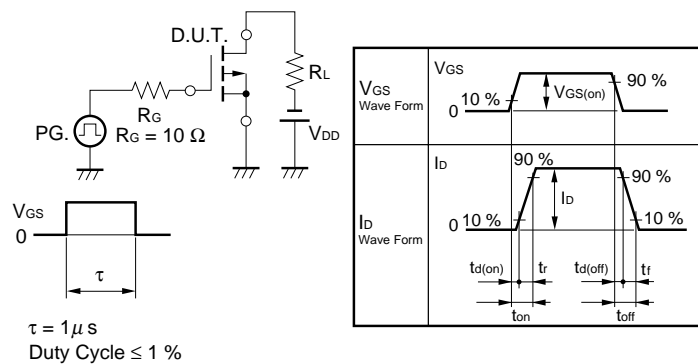 D.U.T.
RL
RG
PG.
RG = 10 Ω
VDD
VGS
0
τ
τ = 1μ s
Duty Cycle ≤ 1 %
VGS
Wave Form
VGS
10 %
0
VGS(on)
90 %
ID
Wave Form
ID
90 %
90 %
ID
0 10 %
10 %
td(on) tr td(off) tf
ton toff